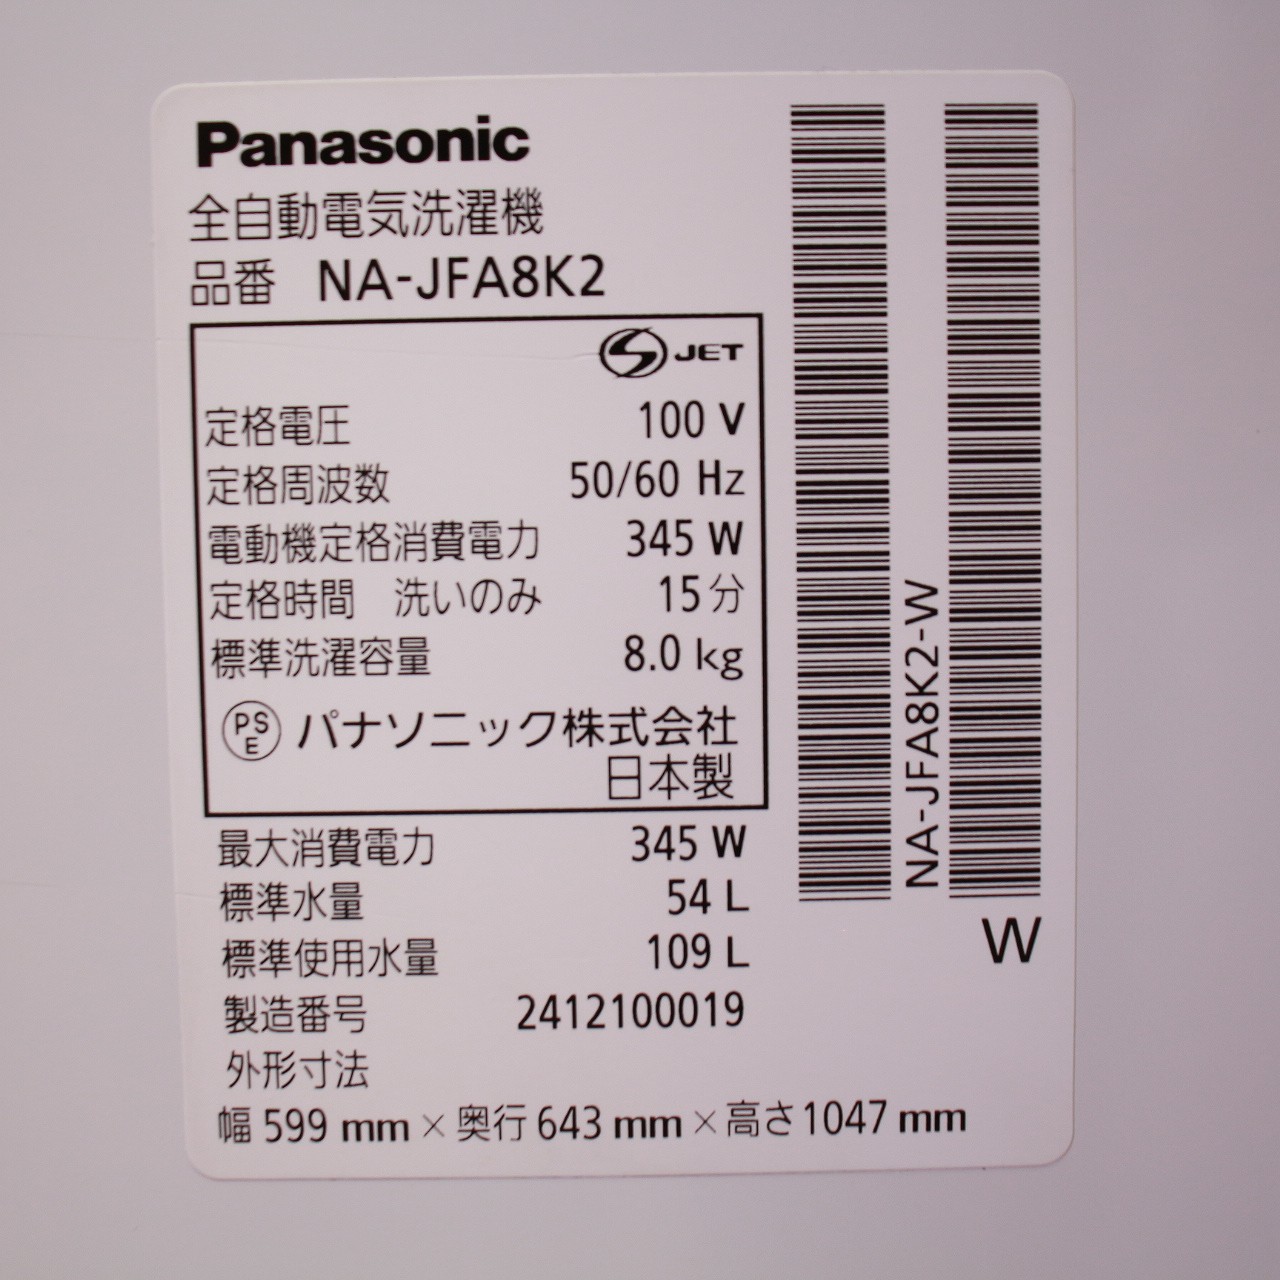 Panasonic
全自動電気洗濯機
品番 NA-JFA8K2
S JET
定格電圧 100 V
定格周波数 50/60 Hz
電動機定格消費電力 345 W
定格時間 洗いのみ 15分
標準洗濯容量 8.0 kg
PSE パナソニック株式会社
日本製
最大消費電力 345 W
標準水量 54 L
標準使用水量 109 L
製造番号 2412100019
外形寸法
幅 599 mm × 奥行 643 mm × 高さ 1047 mm
NA-JFA8K2-W
W